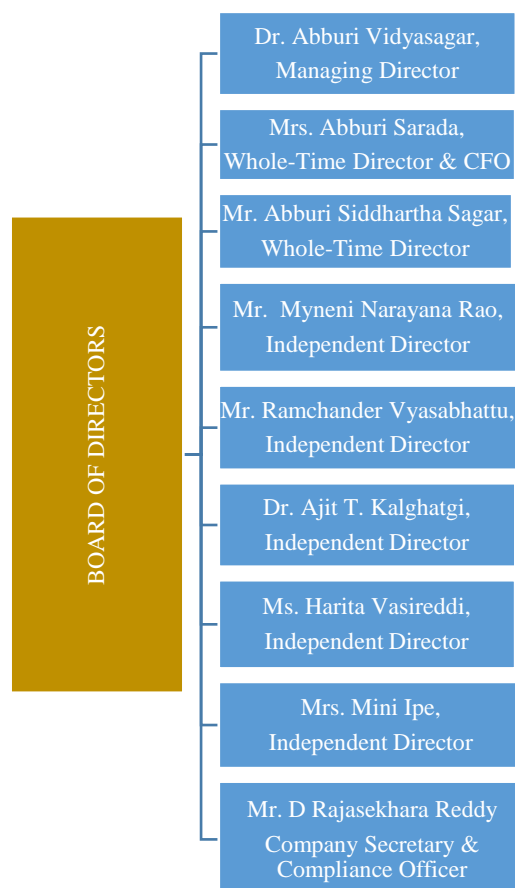 BOARD OF DIRECTORS
Dr. Abburi Vidyasagar,
Managing Director
Mrs. Abburi Sarada,
Whole-Time Director & CFO
Mr. Abburi Siddhartha Sagar,
Whole-Time Director
Mr. Myneni Narayana Rao,
Independent Director
Mr. Ramchander Vyasabhattu,
Independent Director
Dr. Ajit T. Kalghatgi,
Independent Director
Ms. Harita Vasireddi,
Independent Director
Mrs. Mini Ipe,
Independent Director
Mr. D Rajasekhara Reddy
Company Secretary &
Compliance Officer